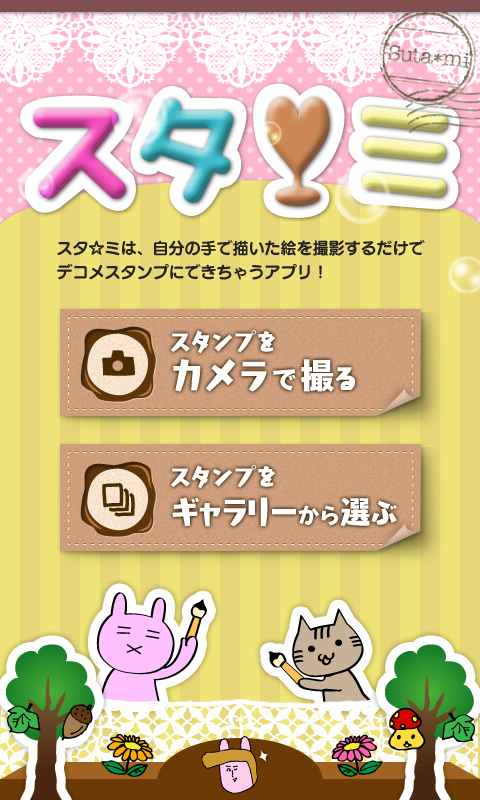 Suta*mi
スタ!ミ
スタ☆ミは、自分の手で描いた絵を撮影するだけで
デコメスタンプにできちゃうアプリ！
スタンプを
カメラで撮る
スタンプを
ギャラリーから選ぶ